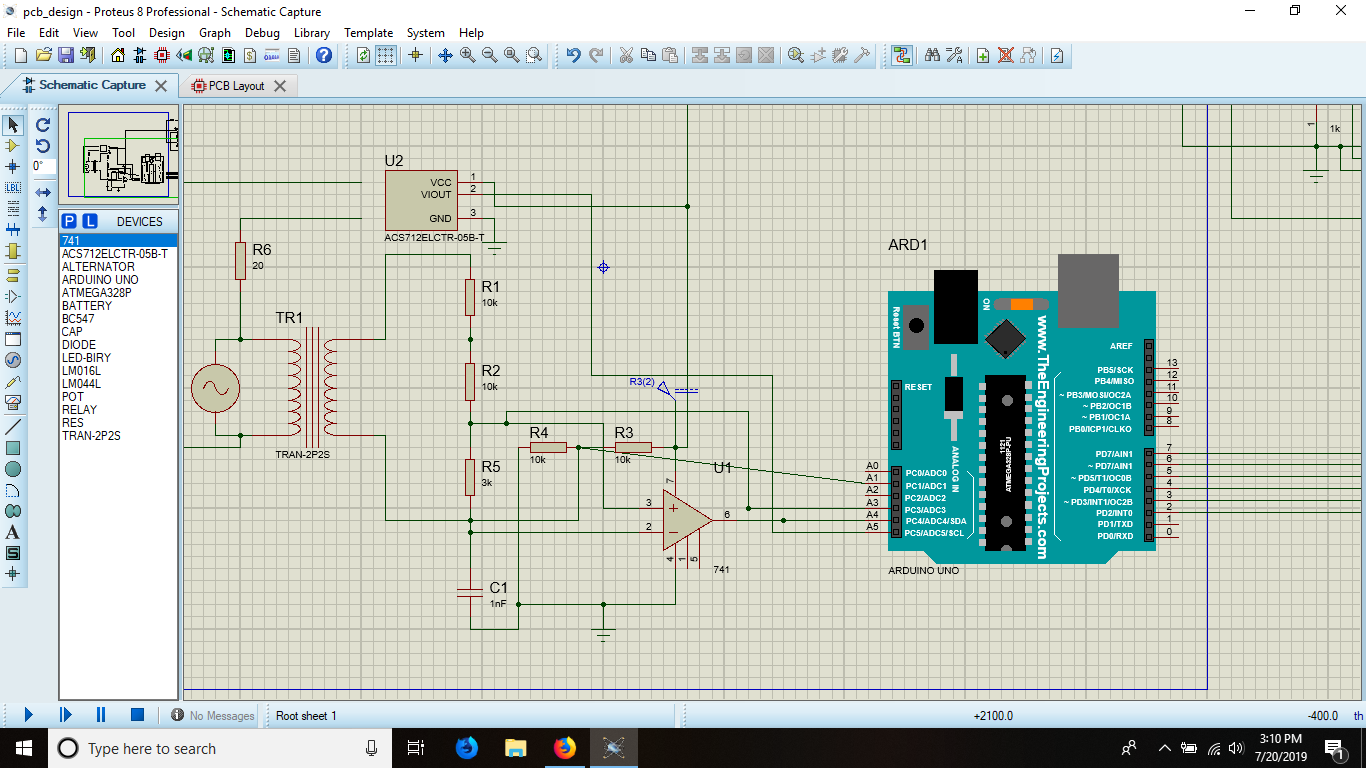 pcb_design - Proteus 8 Professional - Schematic Capture
File Edit View Tool Design Graph Debug Library Template System Help
Schematic Capture
PCB Layout
0°
P L DEVICES
741
ACS712ELCTR-05B-T
ALTERNATOR
ARDUINO UNO
ATMEGA328P
BATTERY
BC547
CAP
DIODE
LED-BIRY
LM016L
LM044L
POT
RELAY
RES
TRAN-2P2S
LBL
A
S
U2
VCC 1
VIOUT 2
GND 3
ACS712ELCTR-05B-T
R6
20
R1
10k
TR1
TRAN-2P2S
R2
10k
R3(2)
R4
10k
R3
10k
R5
3k
U1
7
3
2
6
4
1
5
741
C1
1nF
1
1k
ARD1
ON
Reset BTN
www.TheEngineeringProjects.com
RESET
AREF
PB5/SCK 13
PB4/MISO 12
~ PB3/MOSI/OC2A 11
~ PB2/OC1B 10
~ PB1/OC1A 9
PB0/ICP1/CLKO 8
PD7/AIN1 7
~ PD7/AIN1 6
~ PD5/T1/OC0B 5
PD4/T0/XCK 4
~ PD3/INT1/OC2B 3
PD2/INT0 2
PD1/TXD 1
PD0/RXD 0
ANALOG IN
1121
ATMEGA328P-PU
A0 PC0/ADC0
A1 PC1/ADC1
A2 PC2/ADC2
A3 PC3/ADC3
A4 PC4/ADC4/SDA
A5 PC5/ADC5/SCL
ARDUINO UNO
No Messages
Root sheet 1
+2100.0
-400.0
th
Type here to search
3:10 PM
7/20/2019
1